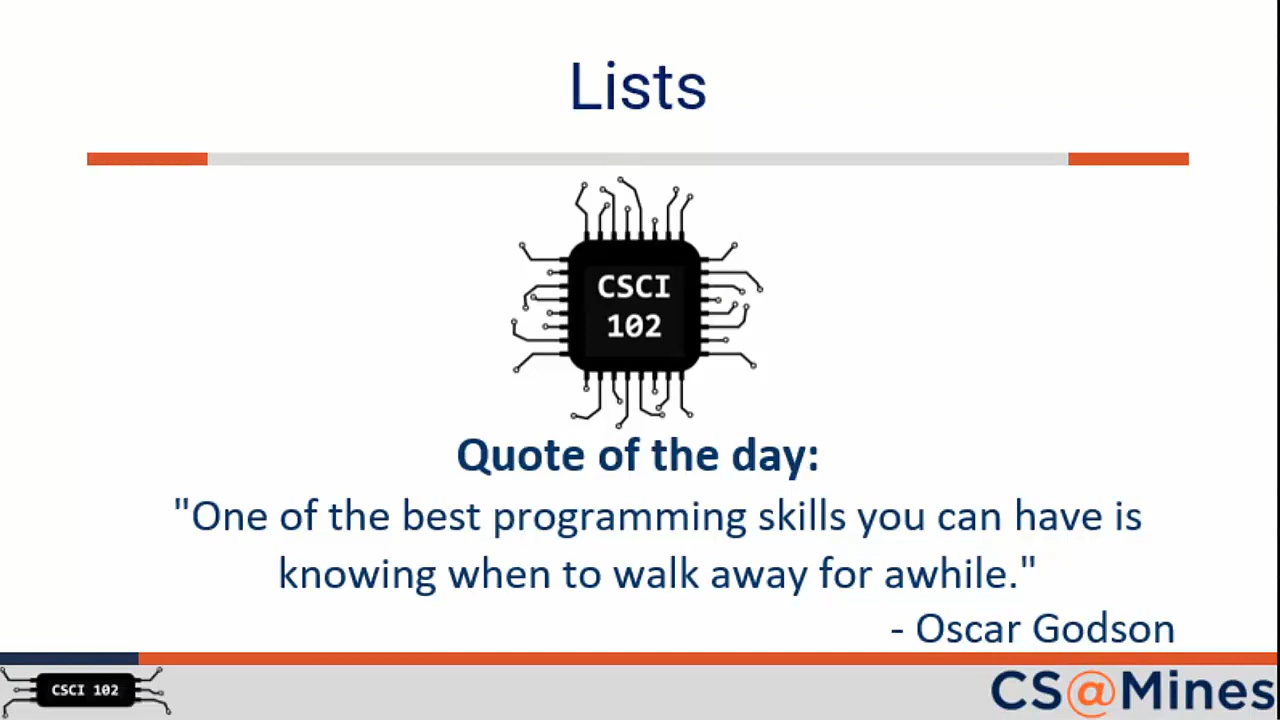 Lists
CSCI
102
Quote of the day:
"One of the best programming skills you can have is
knowing when to walk away for awhile."
- Oscar Godson
CSCI 102
CS@Mines